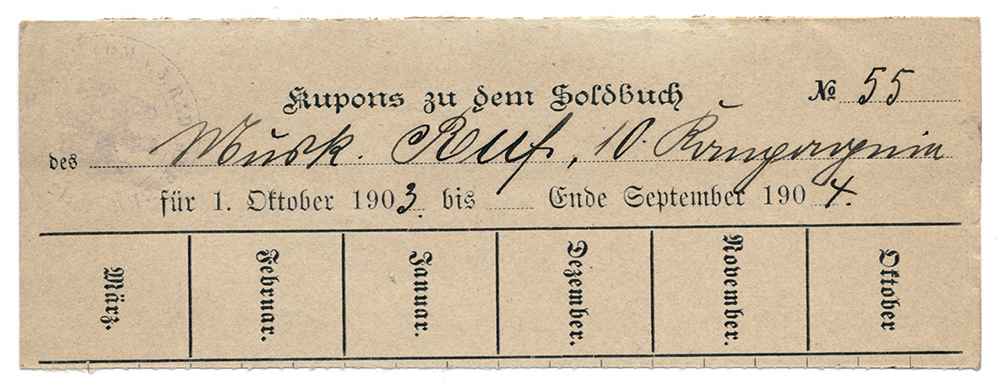 Kupons zu dem Soldbuch
№ 55
des Musk. Ruf, 10. Kompagnie
für 1. Oktober 1903. bis Ende September 1904.
März.
Februar.
Januar.
Dezember.
November.
Oktober